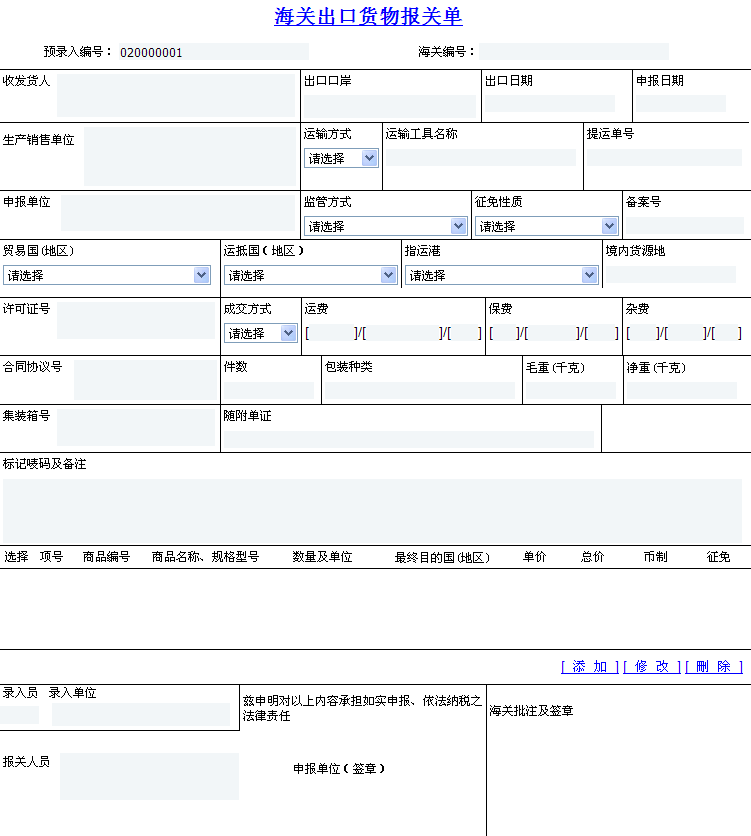 海关出口货物报关单
预录入编号： 020000001 海关编号：
收发货人 出口口岸 出口日期 申报日期
生产销售单位 运输方式 运输工具名称 提运单号
请选择
申报单位 监管方式 征免性质 备案号
请选择 请选择
贸易国(地区) 运抵国(地区) 指运港 境内货源地
请选择 请选择 请选择
许可证号 成交方式 运费 保费 杂费
请选择 [ ]/[ ]/[ ] [ ]/[ ]/[ ] [ ]/[ ]/[ ]
合同协议号 件数 包装种类 毛重(千克) 净重(千克)
集装箱号 随附单证
标记唛码及备注
选择 项号 商品编号 商品名称、规格型号 数量及单位 最终目的国(地区) 单价 总价 币制 征免
[ 添 加 ] [ 修 改 ] [ 删 除 ]
录入员 录入单位 兹申明对以上内容承担如实申报、依法纳税之
法律责任 海关批注及签章
报关人员 申报单位(签章)